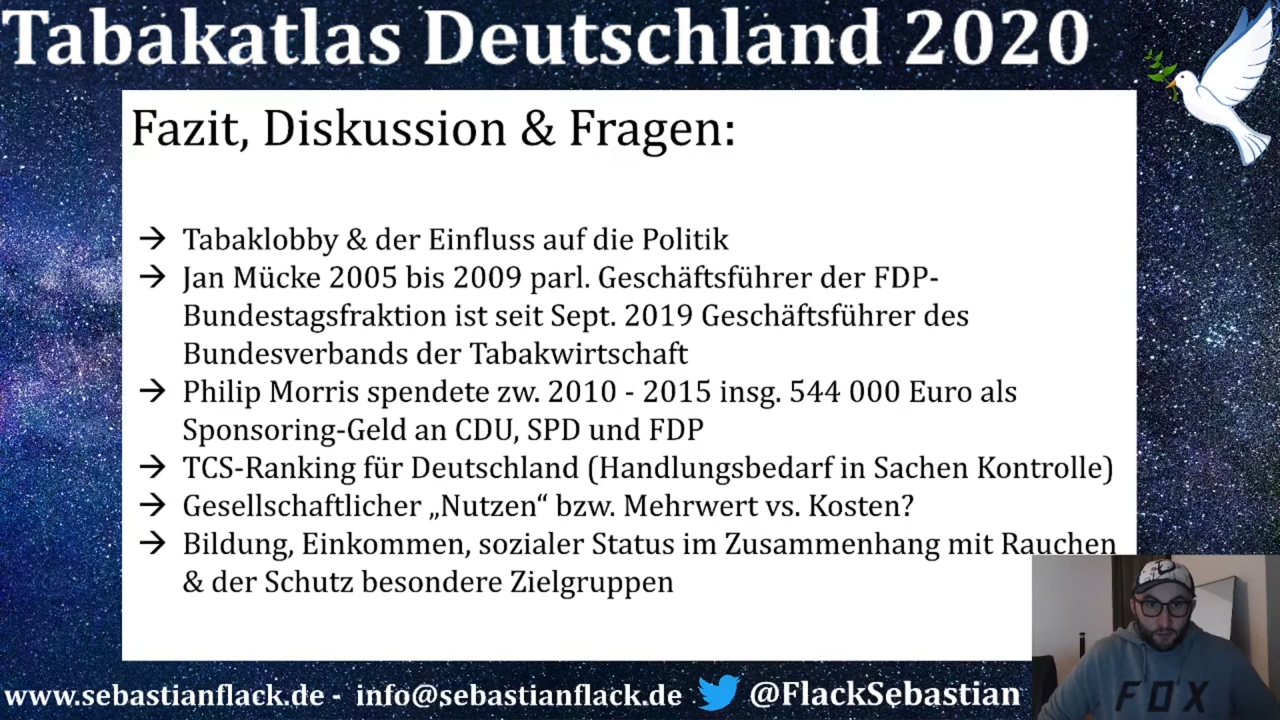 Tabakatlas Deutschland 2020
Fazit, Diskussion & Fragen:
→ Tabaklobby & der Einfluss auf die Politik
→ Jan Mücke 2005 bis 2009 parl. Geschäftsführer der FDP-
Bundestagsfraktion ist seit Sept. 2019 Geschäftsführer des
Bundesverbands der Tabakwirtschaft
→ Philip Morris spendete zw. 2010 - 2015 insg. 544 000 Euro als
Sponsoring-Geld an CDU, SPD und FDP
→ TCS-Ranking für Deutschland (Handlungsbedarf in Sachen Kontrolle)
→ Gesellschaftlicher „Nutzen“ bzw. Mehrwert vs. Kosten?
→ Bildung, Einkommen, sozialer Status im Zusammenhang mit Rauchen
& der Schutz besondere Zielgruppen
FOX
www.sebastianflack.de - info@sebastianflack.de @FlackSebastian